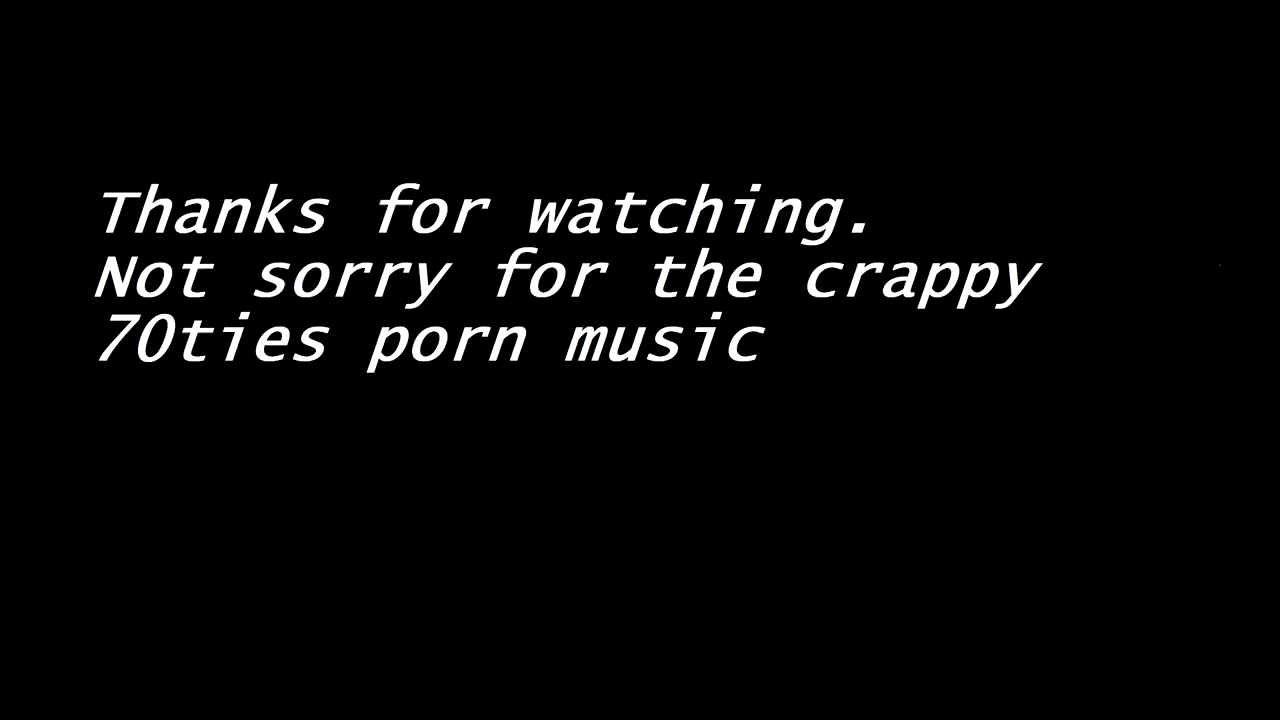 Thanks for watching.
Not sorry for the crappy
70ties porn music